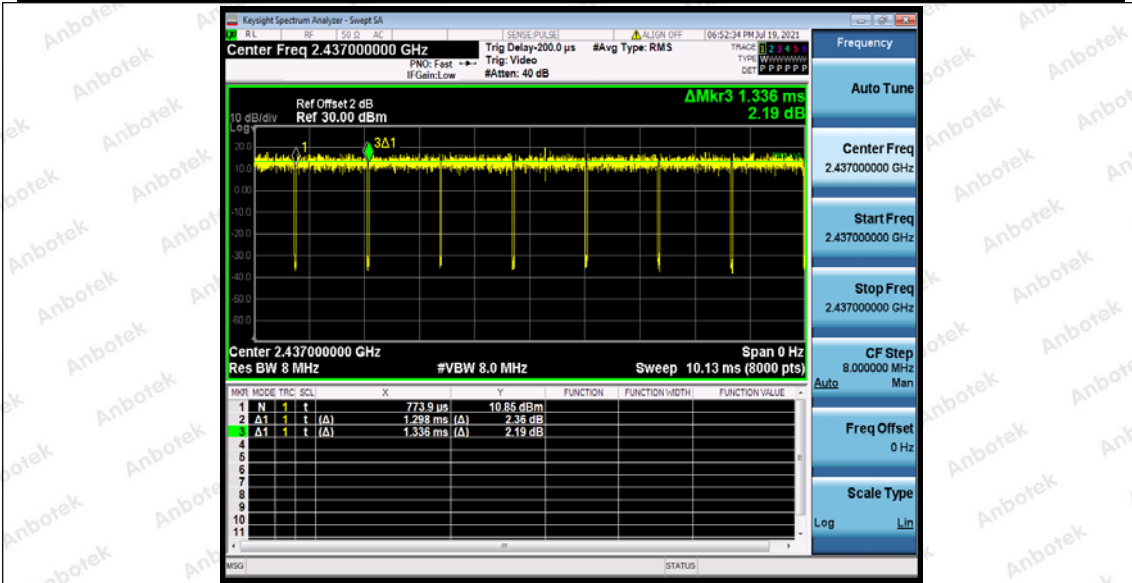 Keysight Spectrum Analyzer - Swept SA
RL RF 50 Ω AC SENSE:PULSE ALIGN OFF 06:52:34 PM Jul 19, 2021
Center Freq 2.437000000 GHz
Trig Delay-200.0 µs #Avg Type: RMS
PNO: Fast Trig: Video
IFGain:Low #Atten: 40 dB
TRACE 1 2 3 4 5 6
TYPE WWWWWW
DET P P P P P P
Frequency
ΔMkr3 1.336 ms
2.19 dB
Ref Offset 2 dB
10 dB/div Ref 30.00 dBm
Log
20.0
10.0
0.00
-10.0
-20.0
-30.0
-40.0
-50.0
-60.0
1
3Δ1
Center 2.437000000 GHz Span 0 Hz
Res BW 8 MHz #VBW 8.0 MHz Sweep 10.13 ms (8000 pts)
MKR MODE TRC SCL X Y FUNCTION FUNCTION WIDTH FUNCTION VALUE
1 N 1 t 773.9 µs 10.85 dBm
2 Δ1 1 t (Δ) 1.298 ms (Δ) 2.36 dB
3 Δ1 1 t (Δ) 1.336 ms (Δ) 2.19 dB
4
5
6
7
8
9
10
11
MSG STATUS
Auto Tune
Center Freq
2.437000000 GHz
Start Freq
2.437000000 GHz
Stop Freq
2.437000000 GHz
CF Step
8.000000 MHz
Auto Man
Freq Offset
0 Hz
Scale Type
Log Lin
Anbotek